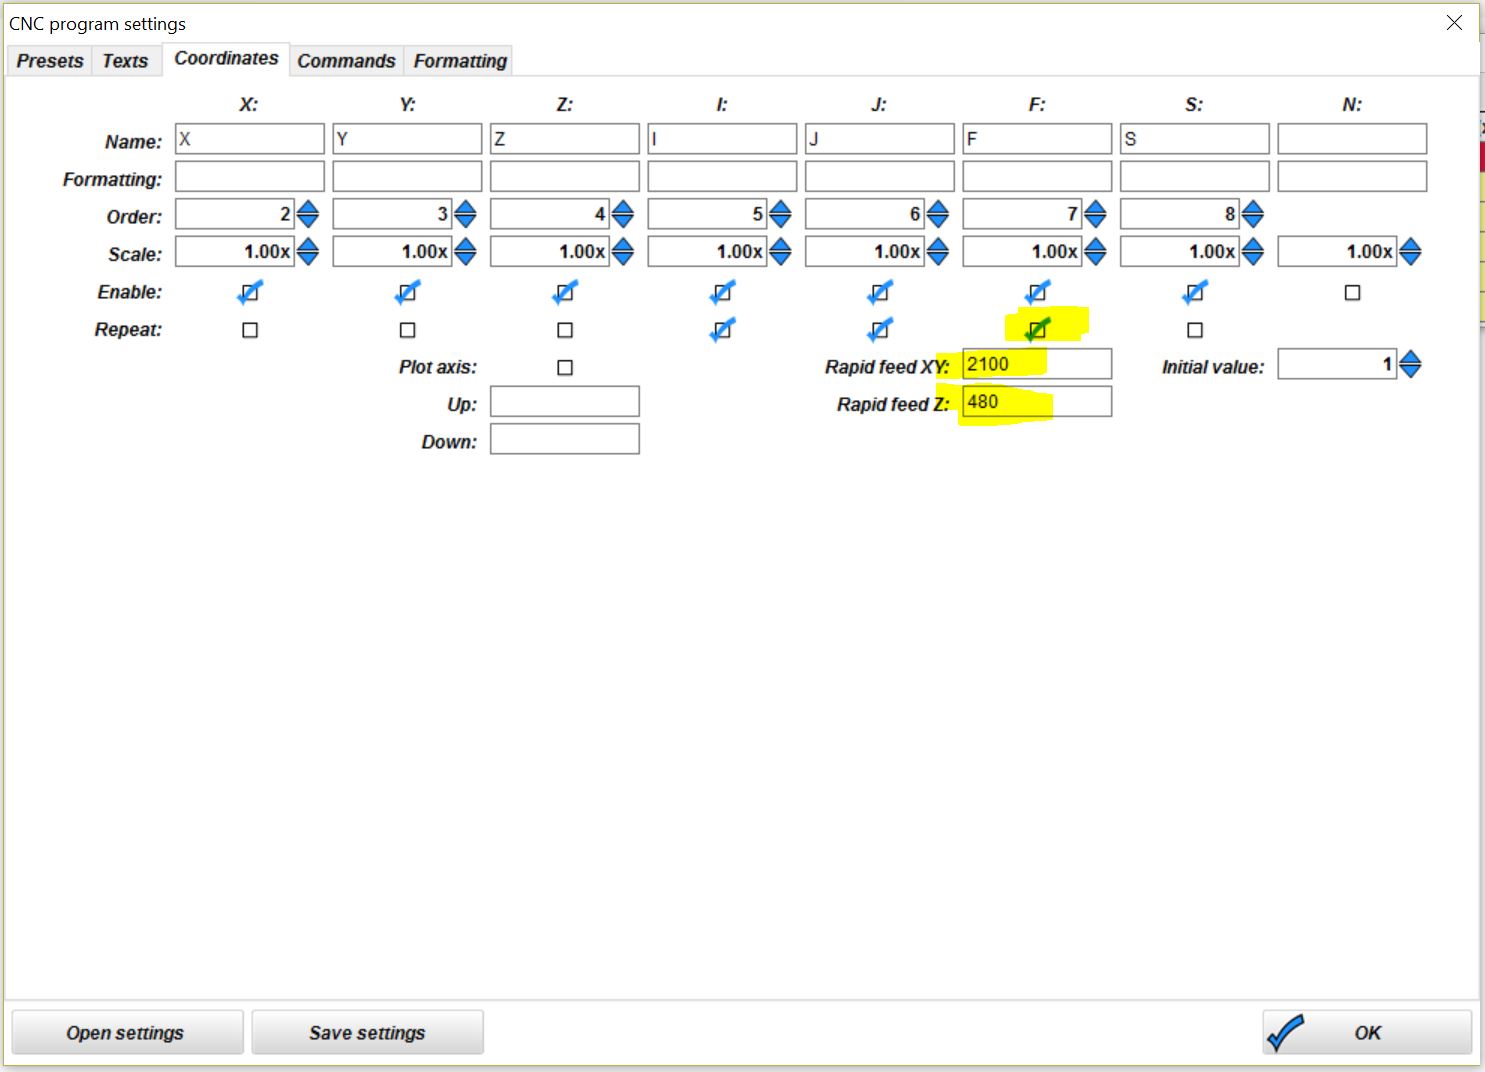 CNC program settings
Presets Texts Coordinates Commands Formatting
X: Y: Z: I: J: F: S: N:
Name: X Y Z I J F S
Formatting:
Order: 2 3 4 5 6 7 8
Scale: 1.00x 1.00x 1.00x 1.00x 1.00x 1.00x 1.00x 1.00x
Enable:
Repeat:
Plot axis: Rapid feed XY: 2100 Initial value: 1
Up: Rapid feed Z: 480
Down:
Open settings Save settings OK